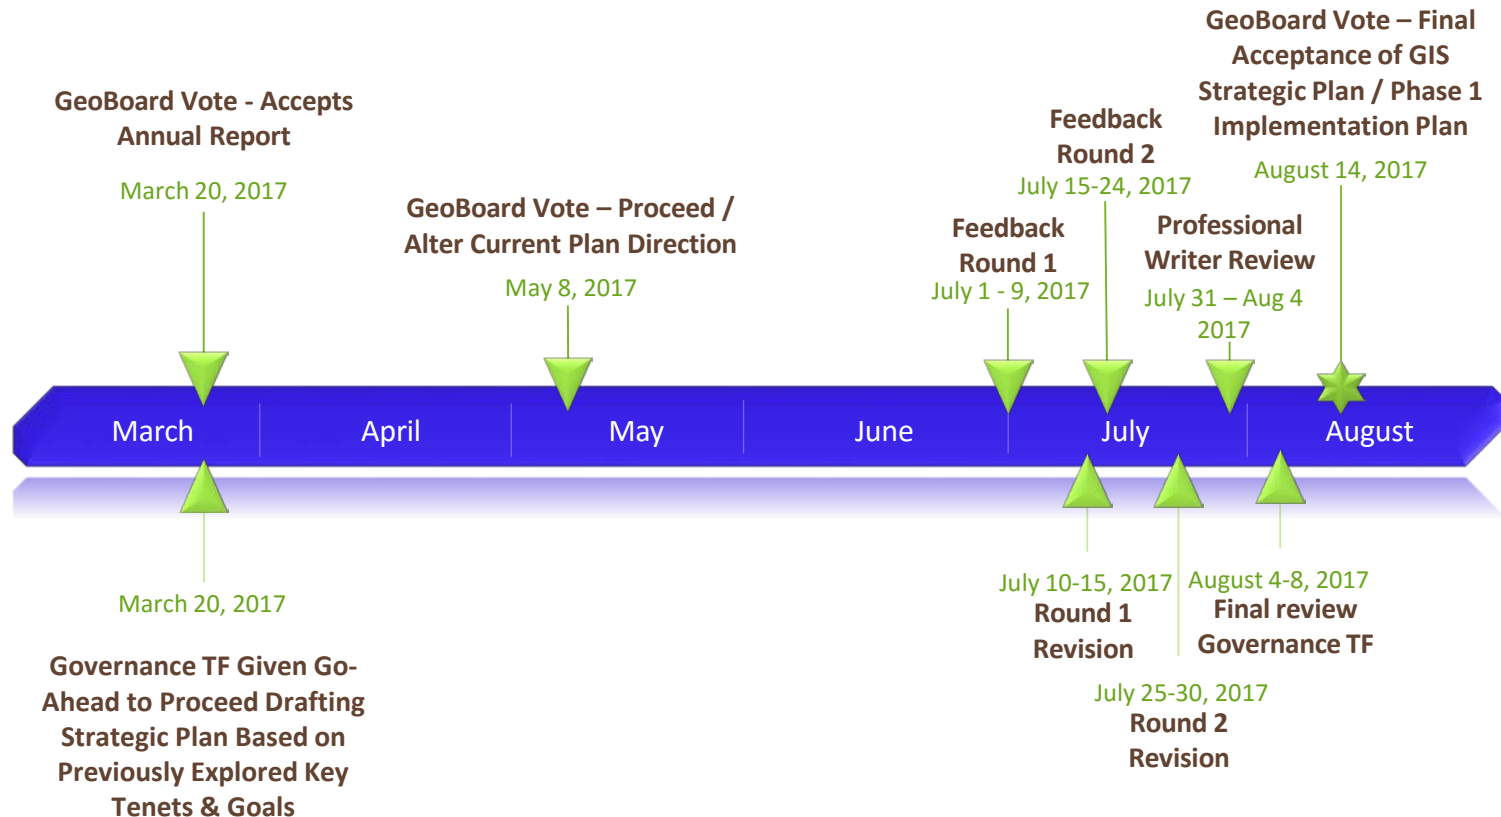 GeoBoard Vote - Accepts
Annual Report
March 20, 2017
GeoBoard Vote – Proceed /
Alter Current Plan Direction
May 8, 2017
Feedback
Round 1
July 1 - 9, 2017
Feedback
Round 2
July 15-24, 2017
Professional
Writer Review
July 31 – Aug 4
2017
GeoBoard Vote – Final
Acceptance of GIS
Strategic Plan / Phase 1
Implementation Plan
August 14, 2017
March
April
May
June
July
August
March 20, 2017
Governance TF Given Go-
Ahead to Proceed Drafting
Strategic Plan Based on
Previously Explored Key
Tenets & Goals
July 10-15, 2017
Round 1
Revision
July 25-30, 2017
Round 2
Revision
August 4-8, 2017
Final review
Governance TF